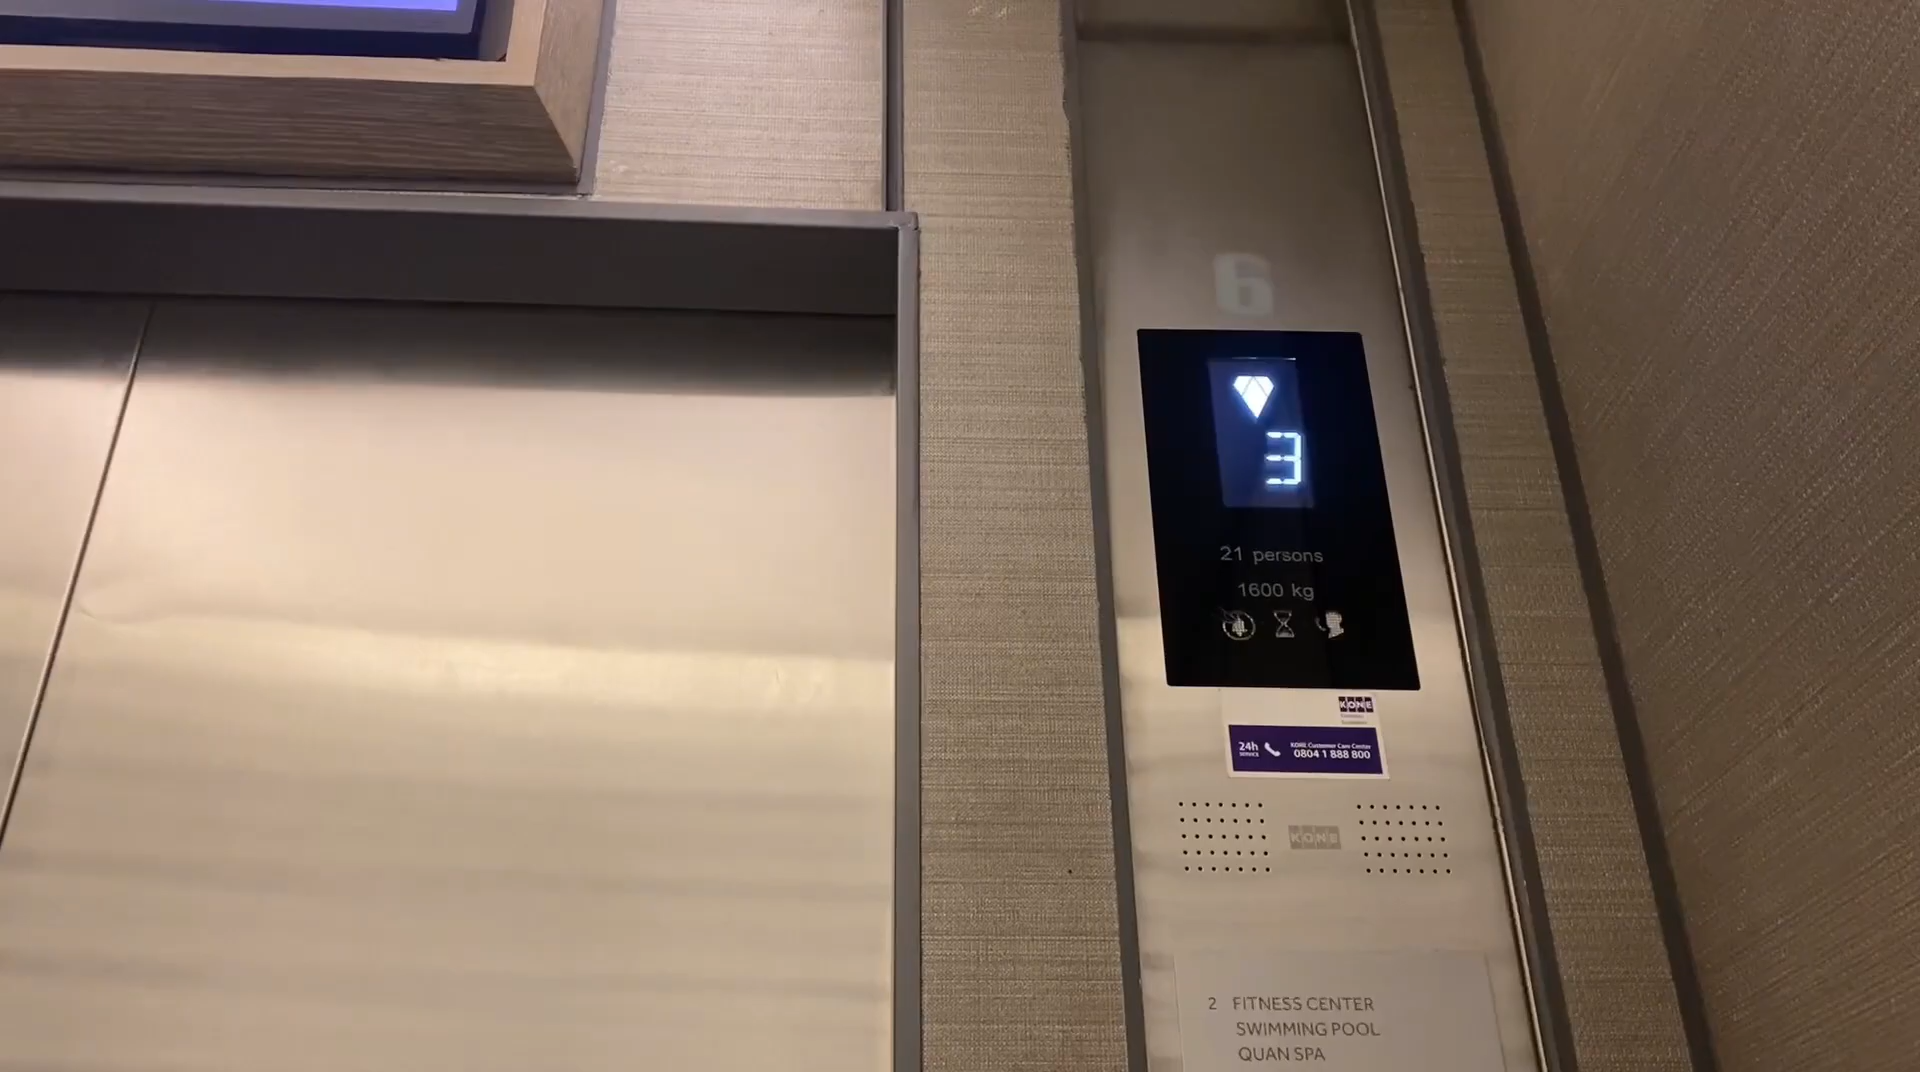 6
3
21 persons
1600 kg
KONE
24h
SERVICE
KONE Customer Care Center
0804 1 888 800
KONE
2 FITNESS CENTER
SWIMMING POOL
QUAN SPA